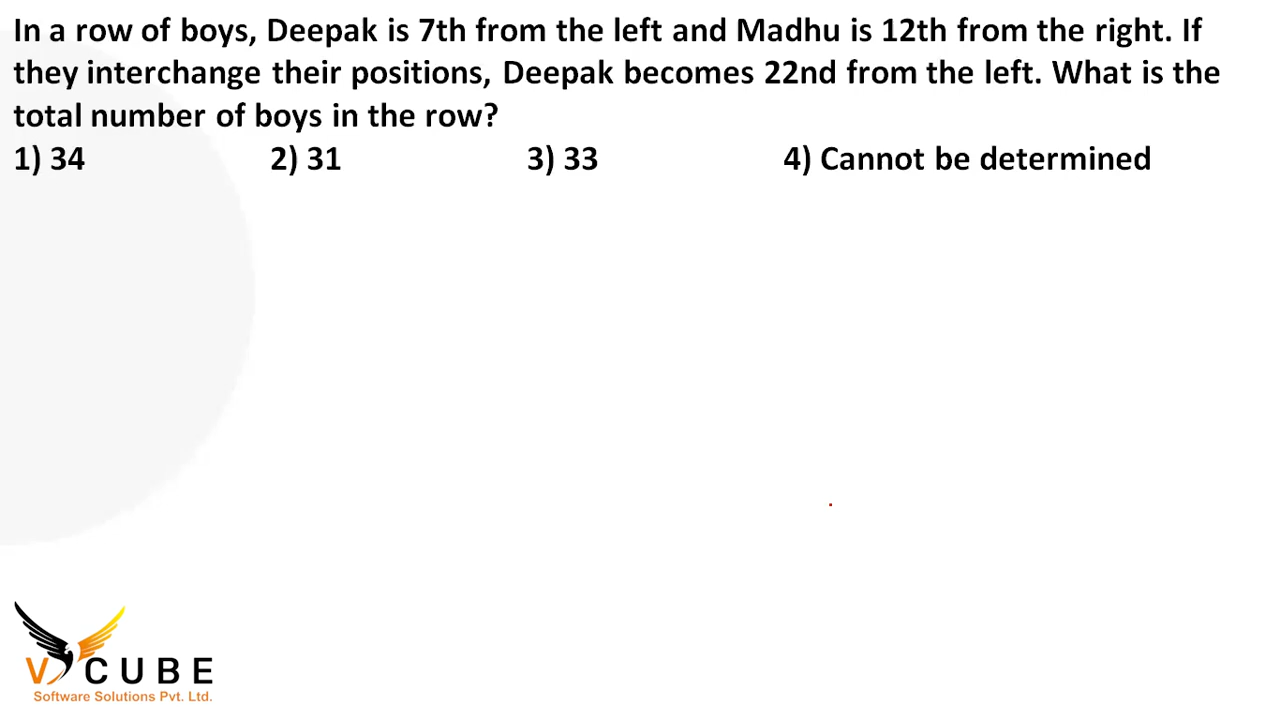 In a row of boys, Deepak is 7th from the left and Madhu is 12th from the right. If
they interchange their positions, Deepak becomes 22nd from the left. What is the
total number of boys in the row?
1) 34 2) 31 3) 33 4) Cannot be determined
V CUBE
Software Solutions Pvt. Ltd.